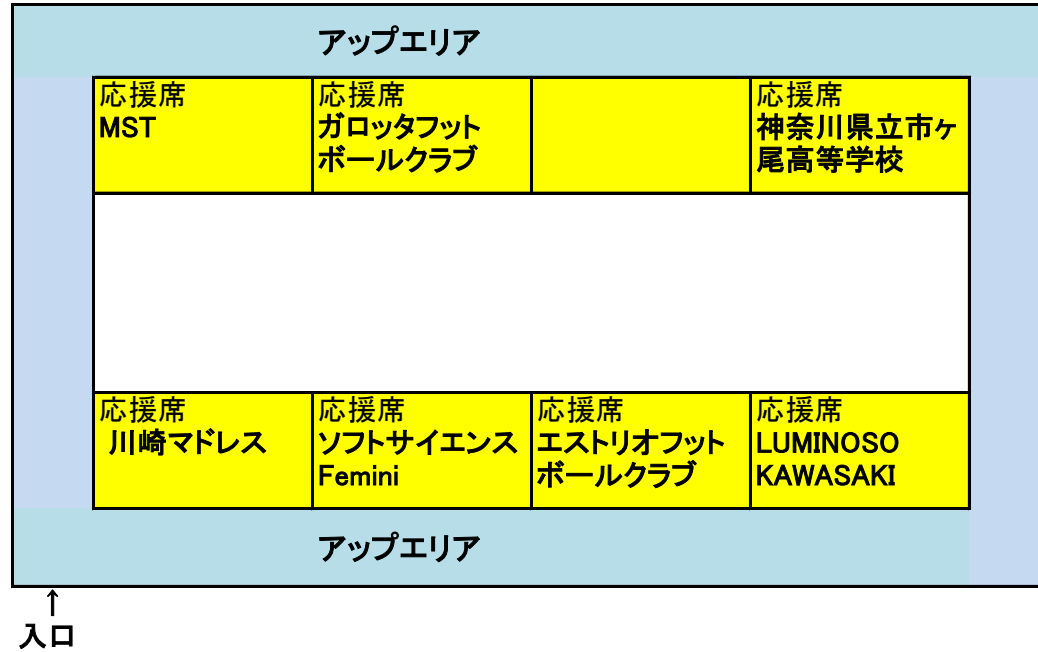 アップエリア
応援席
MST
応援席
ガロッタフット
ボールクラブ
応援席
神奈川県立市ヶ
尾高等学校
応援席
川崎マドレス
応援席
ソフトサイエンス
Femini
応援席
エストリオフット
ボールクラブ
応援席
LUMINOSO
KAWASAKI
アップエリア
↑
入口